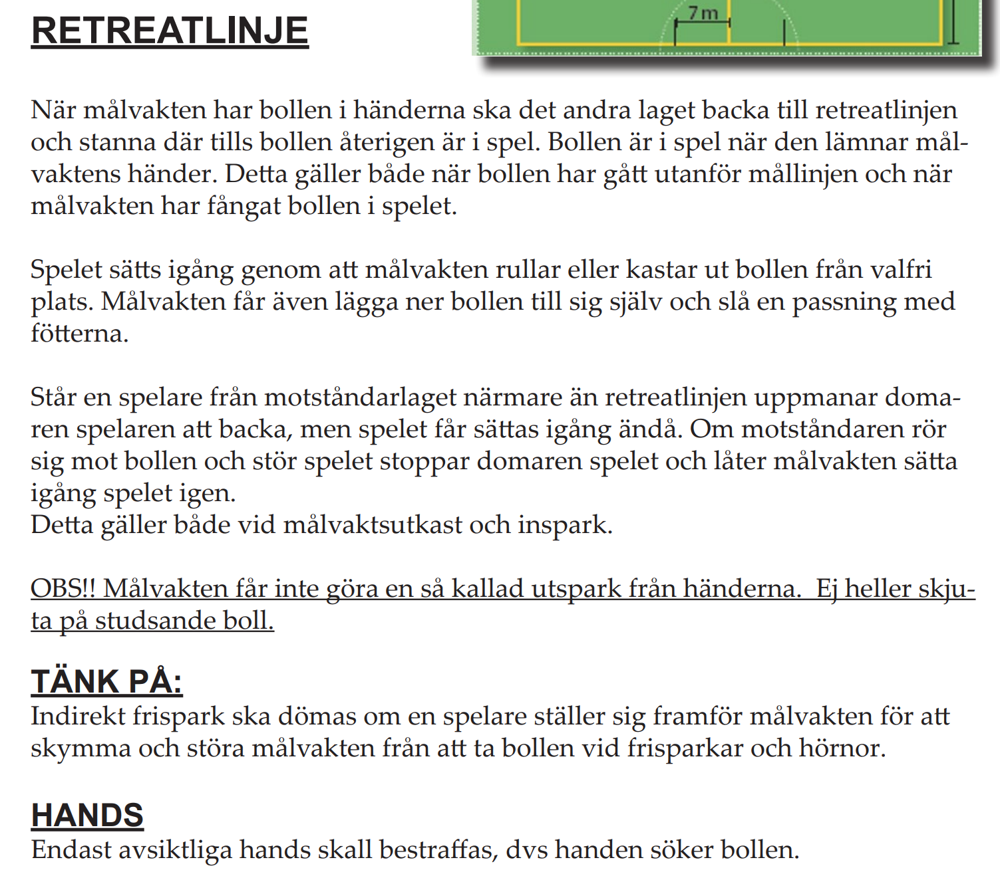 7 m
RETREATLINJE
När målvakten har bollen i händerna ska det andra laget backa till retreatlinjen
och stanna där tills bollen återigen är i spel. Bollen är i spel när den lämnar mål-
vaktens händer. Detta gäller både när bollen har gått utanför mållinjen och när
målvakten har fångat bollen i spelet.
Spelet sätts igång genom att målvakten rullar eller kastar ut bollen från valfri
plats. Målvakten får även lägga ner bollen till sig själv och slå en passning med
fötterna.
Står en spelare från motståndarlaget närmare än retreatlinjen uppmanar doma-
ren spelaren att backa, men spelet får sättas igång ändå. Om motståndaren rör
sig mot bollen och stör spelet stoppar domaren spelet och låter målvakten sätta
igång spelet igen.
Detta gäller både vid målvaktsutkast och inspark.
OBS!! Målvakten får inte göra en så kallad utspark från händerna.  Ej heller skju-
ta på studsande boll.
TÄNK PÅ:
Indirekt frispark ska dömas om en spelare ställer sig framför målvakten för att
skymma och störa målvakten från att ta bollen vid frisparkar och hörnor.
HANDS
Endast avsiktliga hands skall bestraffas, dvs handen söker bollen.